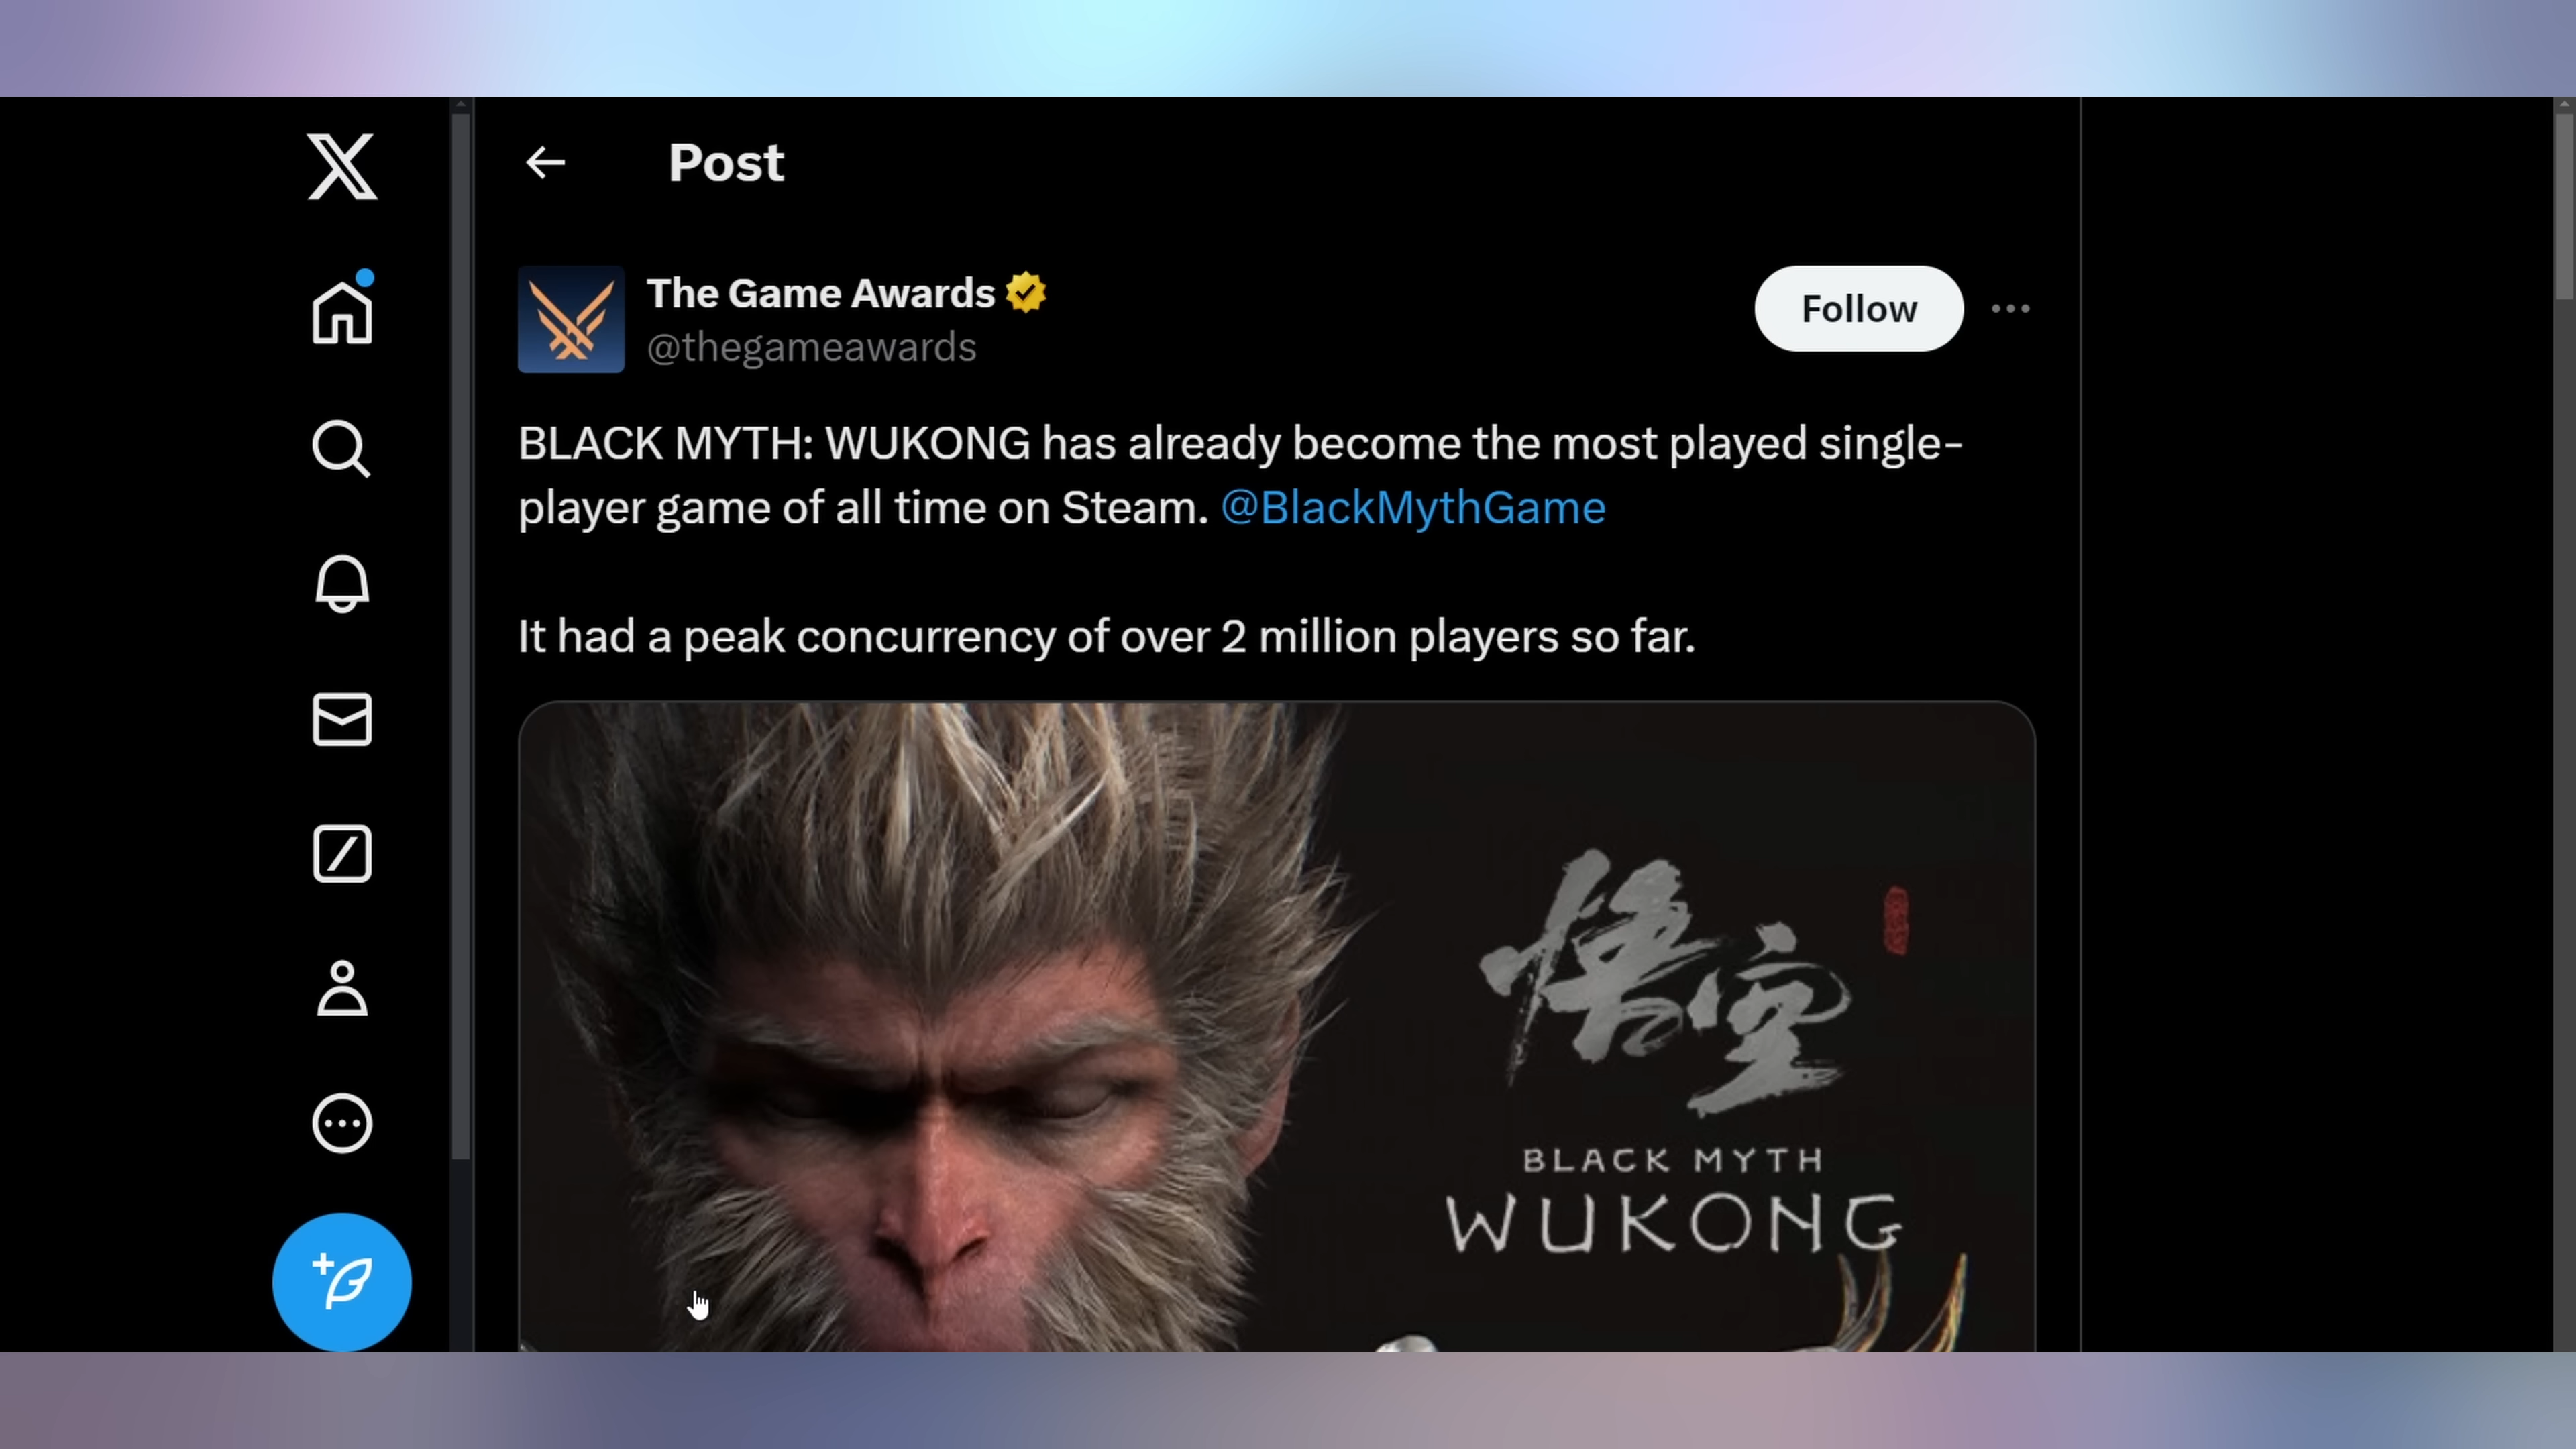 Post
The Game Awards
@thegameawards
Follow
BLACK MYTH: WUKONG has already become the most played single-
player game of all time on Steam. @BlackMythGame
It had a peak concurrency of over 2 million players so far.
悟空
BLACK MYTH
WUKONG